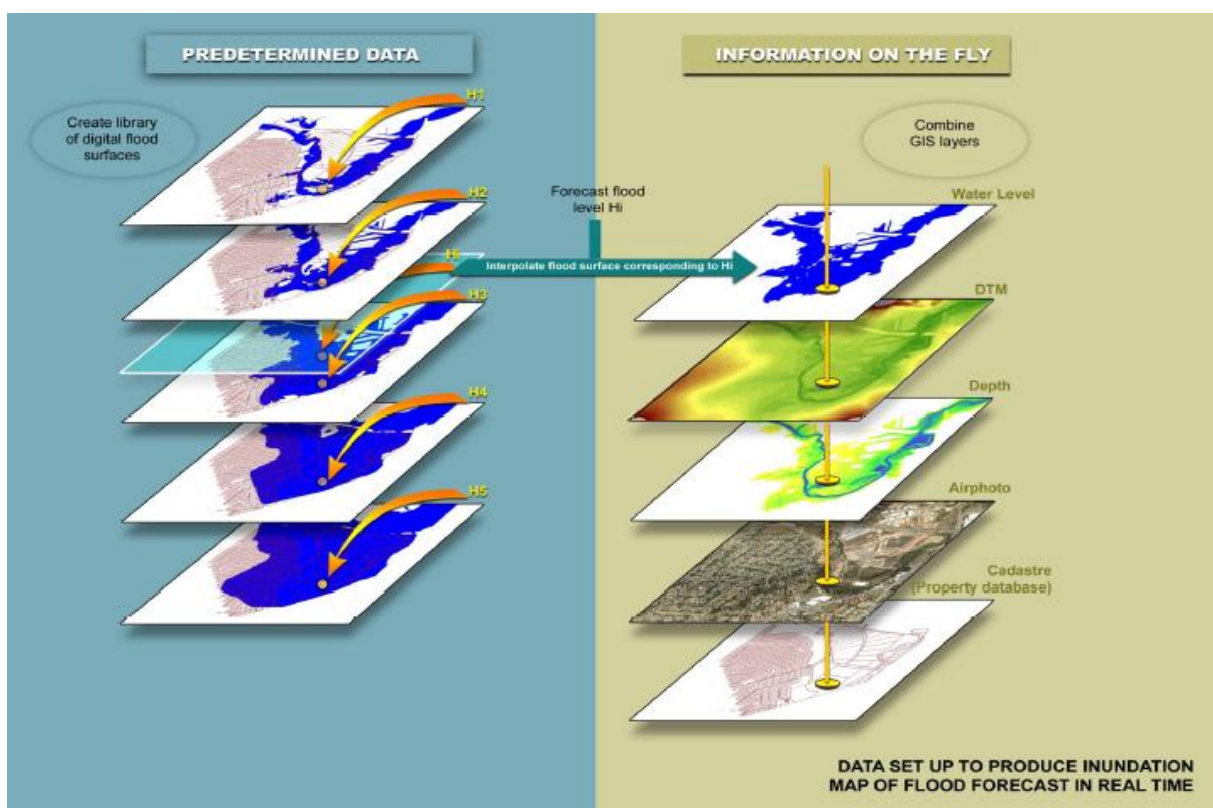 PREDETERMINED DATA
Create library
of digital flood
surfaces
H1
H2
Hi
H3
H4
H5
Forecast flood
level Hi
Interpolate flood surface corresponding to Hi
INFORMATION ON THE FLY
Combine
GIS layers
Water Level
DTM
Depth
Airphoto
Cadastre
(Property database)
DATA SET UP TO PRODUCE INUNDATION
MAP OF FLOOD FORECAST IN REAL TIME